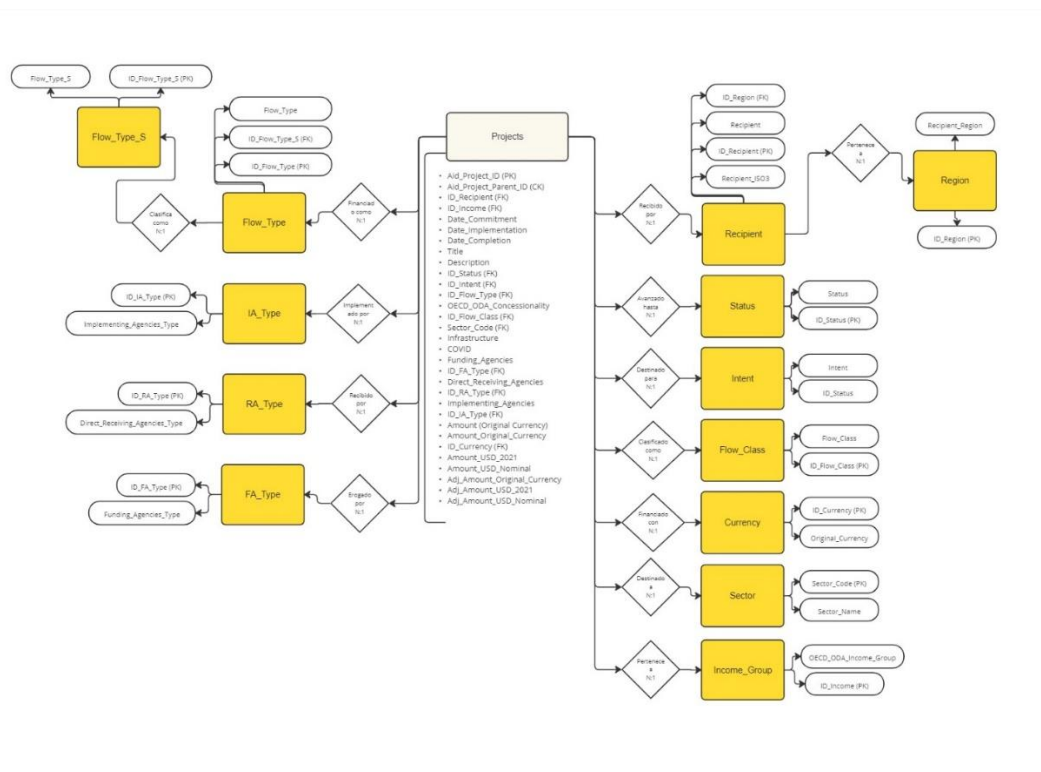 Flow_Type_S
ID_Flow_Type_S (PK)
Flow_Type_S
Flow_Type
ID_Flow_Type_S (FK)
ID_Flow_Type (PK)
Clasifica
como
N:1
Flow_Type
Financiad
o como
N:1
ID_IA_Type (PK)
Implementing_Agencies_Type
IA_Type
Implement
ado por
N:1
ID_RA_Type (PK)
Direct_Receiving_Agencies_Type
RA_Type
Recibido
por
N:1
ID_FA_Type (PK)
Funding_Agencies_Type
FA_Type
Erogado
por
N:1
Projects
• Aid_Project_ID (PK)
• Aid_Project_Parent_ID (CK)
• ID_Recipient (FK)
• ID_Income (FK)
• Date_Commitment
• Date_Implementation
• Date_Completion
• Title
• Description
• ID_Status (FK)
• ID_Intent (FK)
• ID_Flow_Type (FK)
• OECD_ODA_Concessionality
• ID_Flow_Class (FK)
• Sector_Code (FK)
• Infrastructure
• COVID
• Funding_Agencies
• ID_FA_Type (FK)
• Direct_Receiving_Agencies
• ID_RA_Type (FK)
• Implementing_Agencies
• ID_IA_Type (FK)
• Amount (Original Currency)
• Amount_Original_Currency
• ID_Currency (FK)
• Amount_USD_2021
• Amount_USD_Nominal
• Adj_Amount_Original_Currency
• Adj_Amount_USD_2021
• Adj_Amount_USD_Nominal
Recibido
por
N:1
ID_Region (FK)
Recipient
ID_Recipient (PK)
Recipient_ISO3
Recipient
Pertenece
a
N:1
Recipient_Region
Region
ID_Region (PK)
Avanzado
hasta
N:1
Status
Status
ID_Status (PK)
Destinado
para
N:1
Intent
Intent
ID_Status
Clasificado
como
N:1
Flow_Class
Flow_Class
ID_Flow_Class (PK)
Financiado
con
N:1
Currency
ID_Currency (PK)
Original_Currency
Destinado
a
N:1
Sector
Sector_Code (PK)
Sector_Name
Pertenece
a
N:1
Income_Group
OECD_ODA_Income_Group
ID_Income (PK)